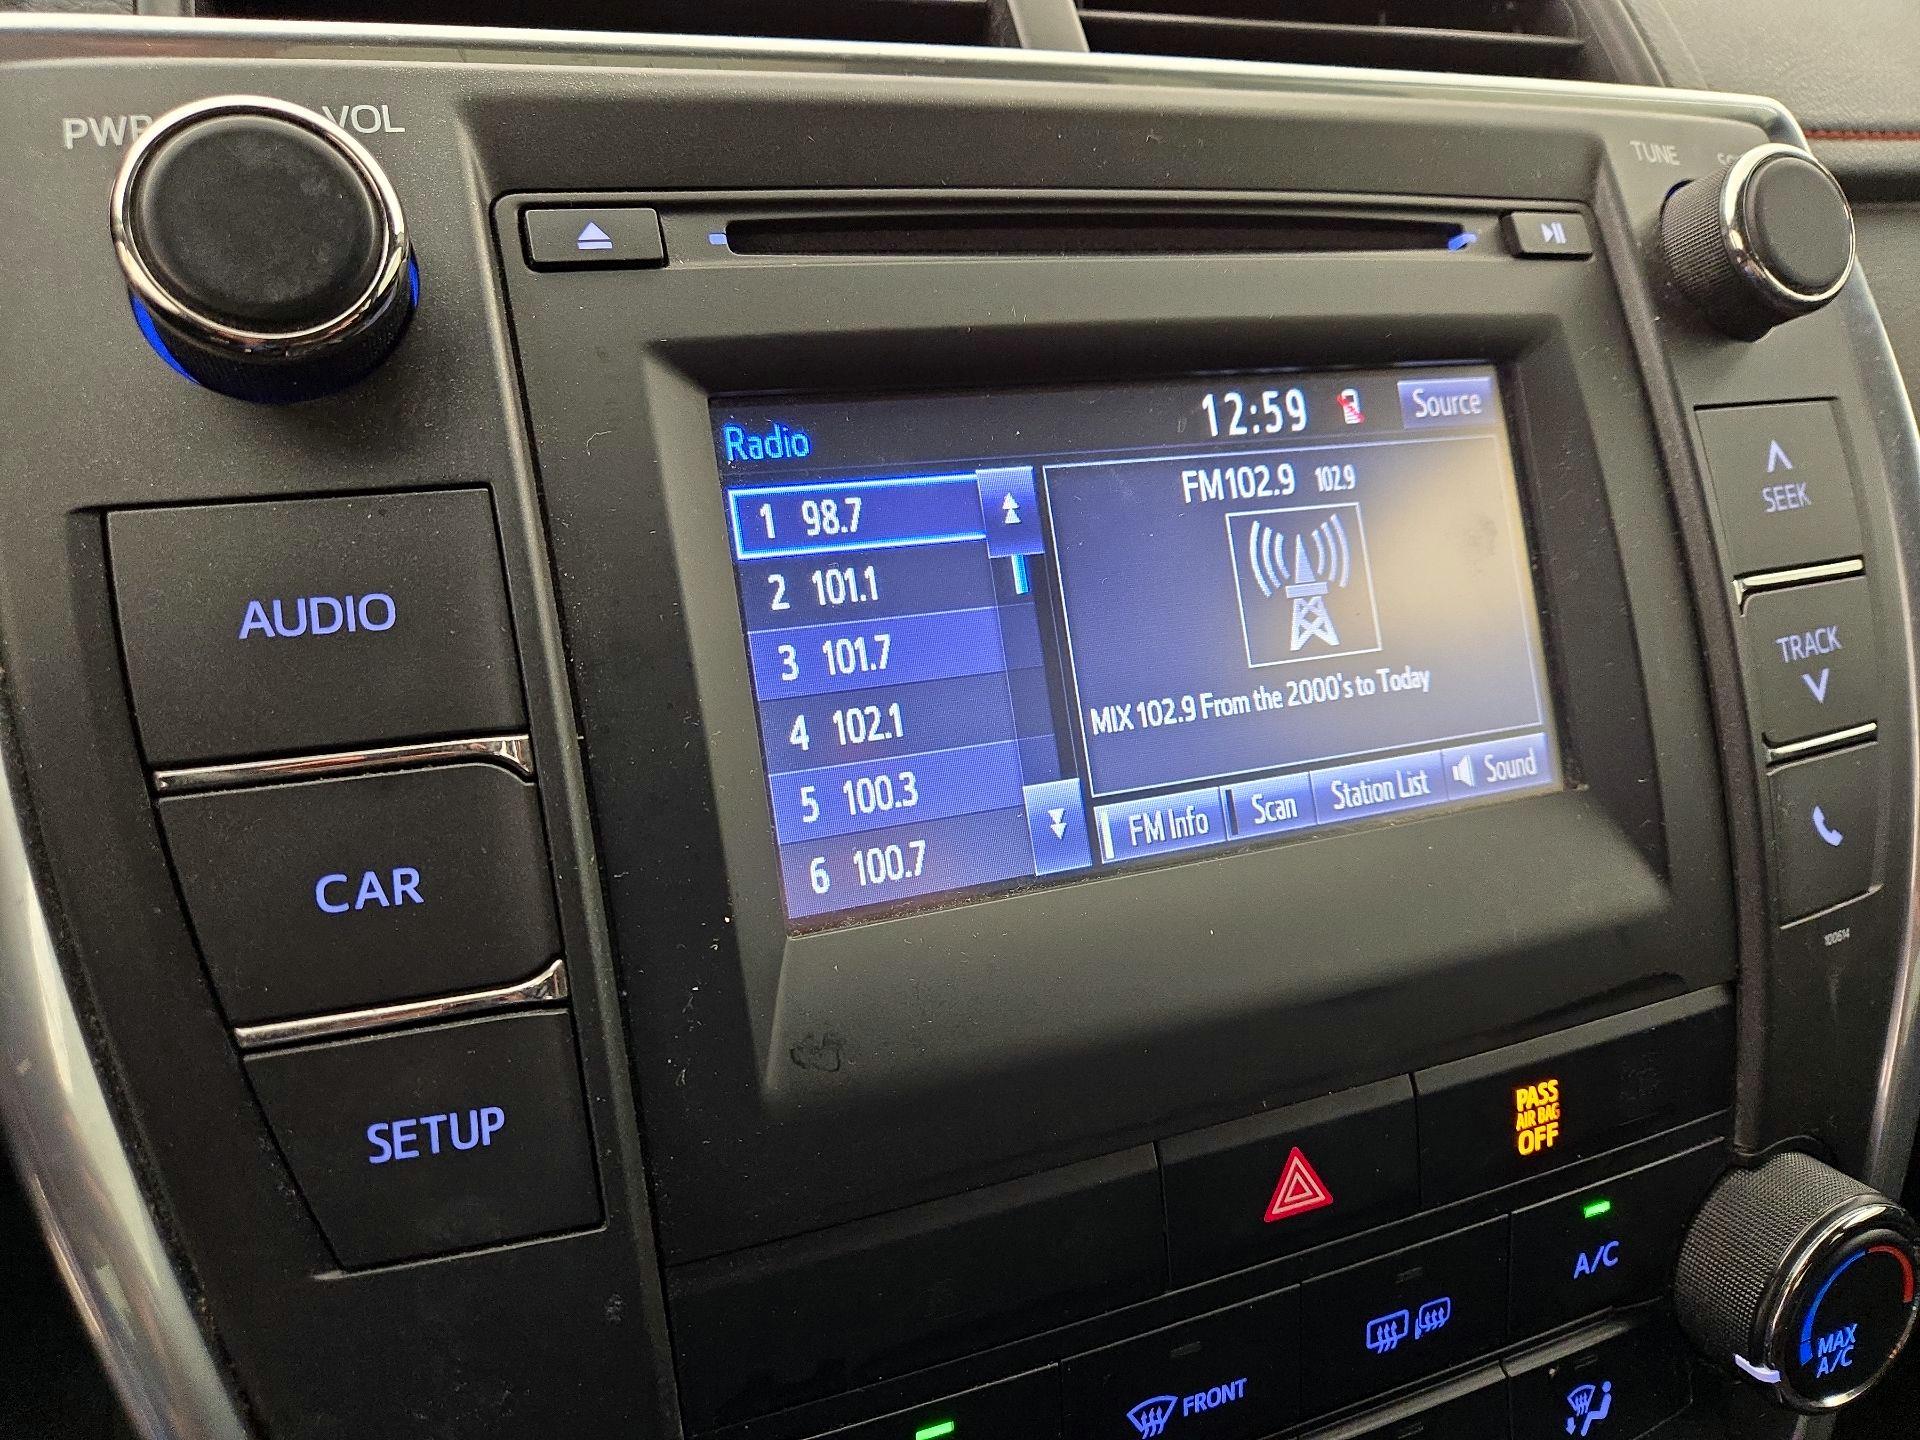 PWR VOL
TUNE
12:59
Source
Radio
1 98.7
2 101.1
3 101.7
4 102.1
5 100.3
6 100.7
FM102.9 102.9
MIX 102.9 From the 2000's to Today
FM Info
Scan
Station List
Sound
AUDIO
CAR
SETUP
SEEK
TRACK
100614
PASS
AIR BAG
OFF
A/C
FRONT
MAX
A/C